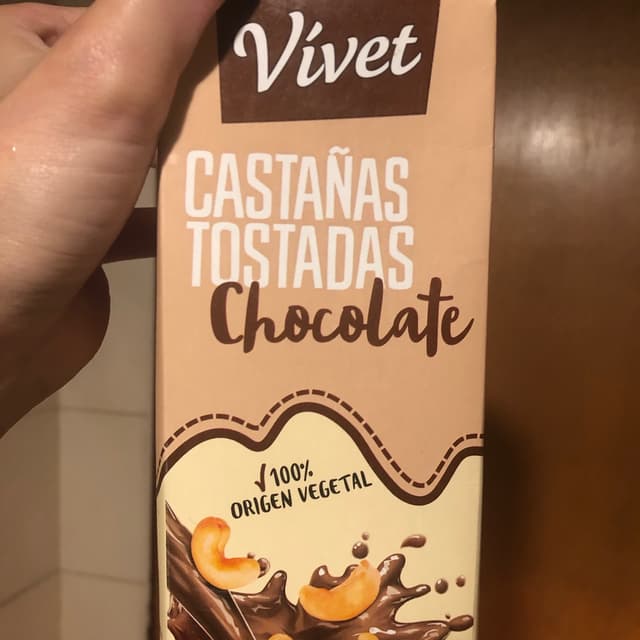 Vívet
CASTAÑAS
TOSTADAS
Chocolate
√100%
ORIGEN VEGETAL